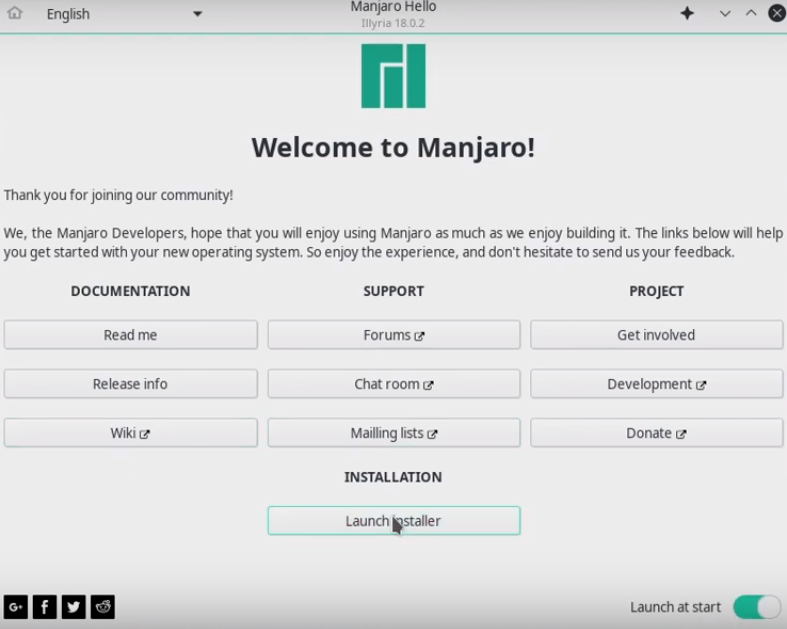 English
Manjaro Hello
Illyria 18.0.2
Welcome to Manjaro!
Thank you for joining our community!
We, the Manjaro Developers, hope that you will enjoy using Manjaro as much as we enjoy building it. The links below will help
you get started with your new operating system. So enjoy the experience, and don't hesitate to send us your feedback.
DOCUMENTATION
SUPPORT
PROJECT
Read me
Forums
Get involved
Release info
Chat room
Development
Wiki
Mailling lists
Donate
INSTALLATION
Launch installer
G+
Launch at start